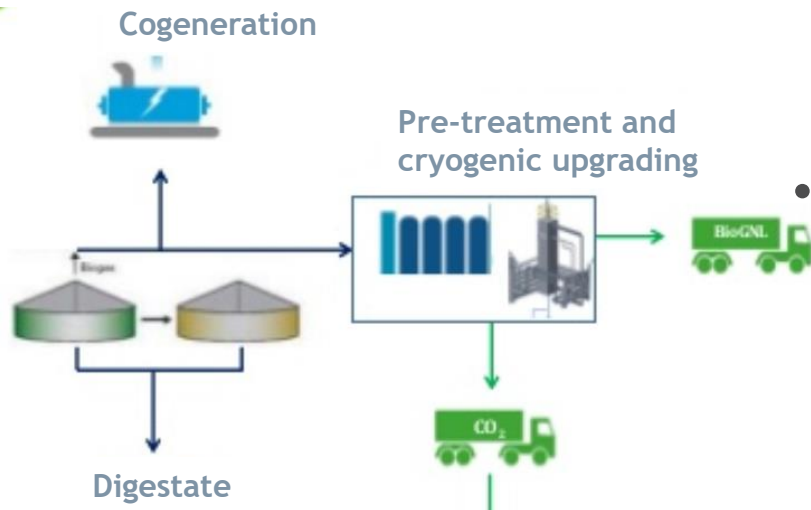 Cogeneration
Pre-treatment and
cryogenic upgrading
BioGNL
Biogas
CO2
Digestate